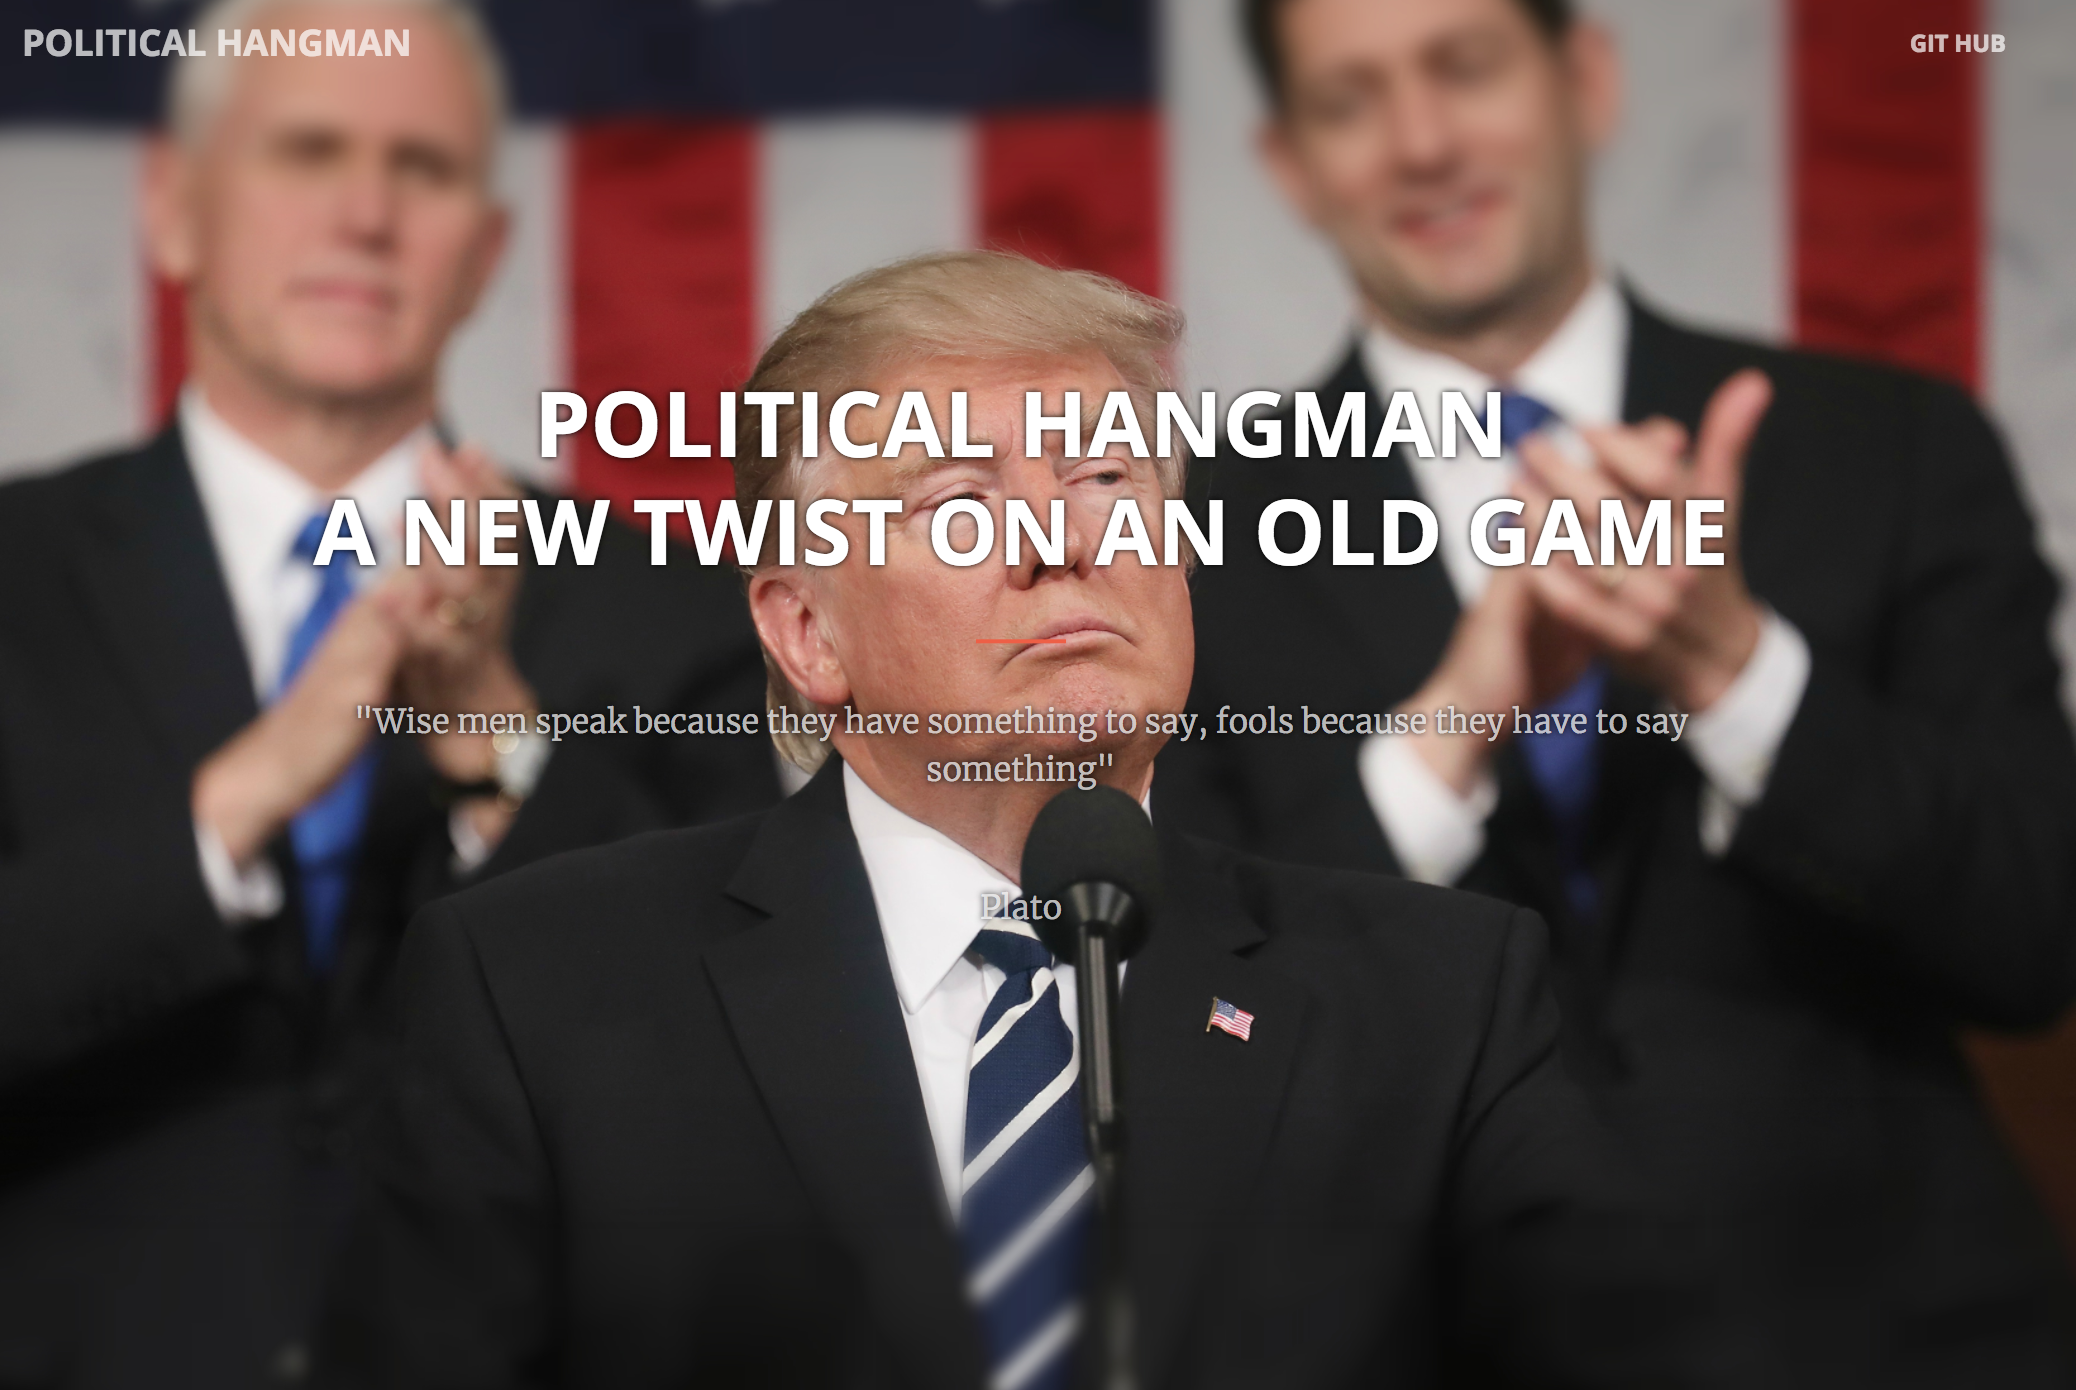 POLITICAL HANGMAN
GIT HUB
POLITICAL HANGMAN
A NEW TWIST ON AN OLD GAME
"Wise men speak because they have something to say, fools because they have to say
something"
Plato